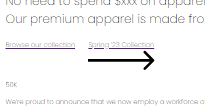 No need to spend $xxx on apparel
Our premium apparel is made fro
Browse our collection Spring '23 Collection
50K
We're proud to announce that we now employ a workforce o